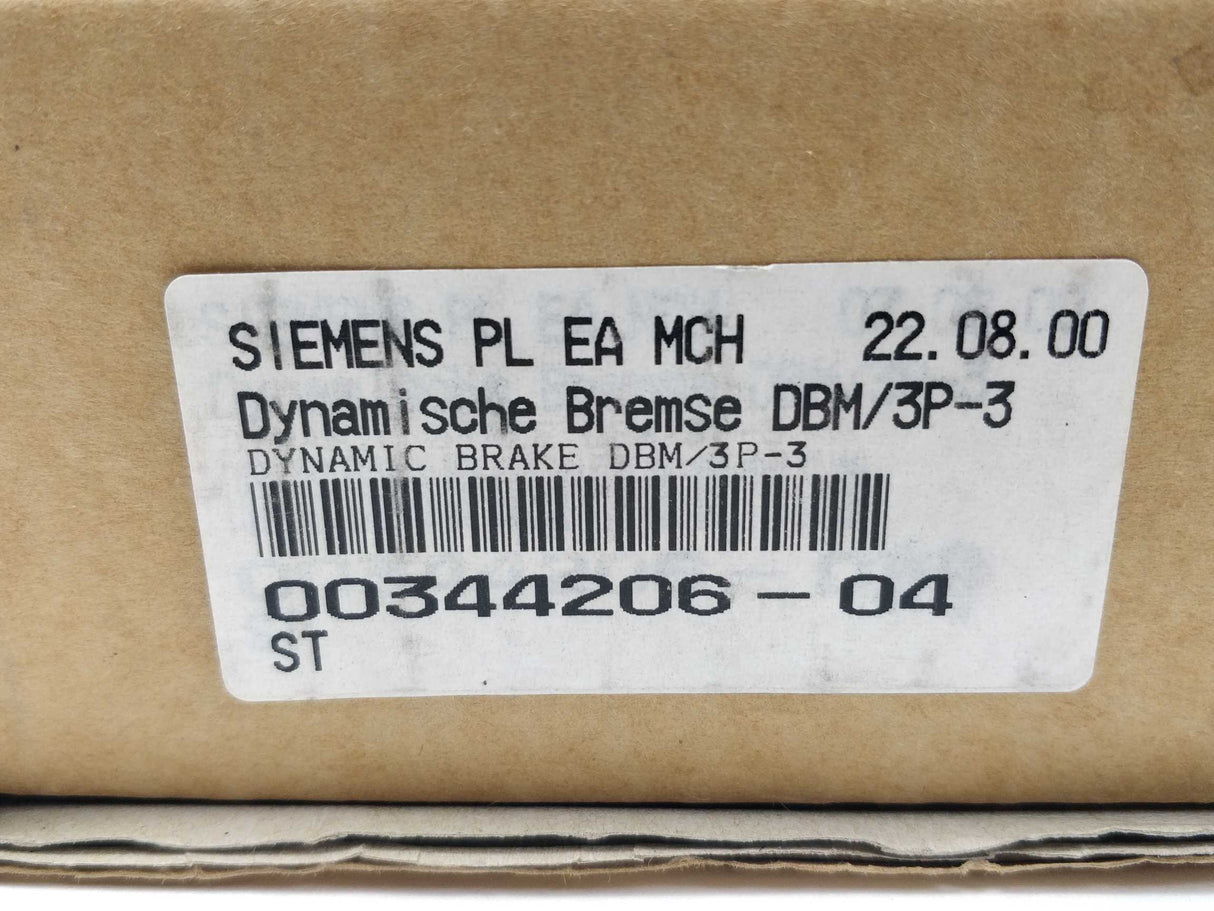 SIEMENS PL EA MCH 22.08.00
Dynamische Bremse DBM/3P-3
DYNAMIC BRAKE DBM/3P-3
00344206-04
ST